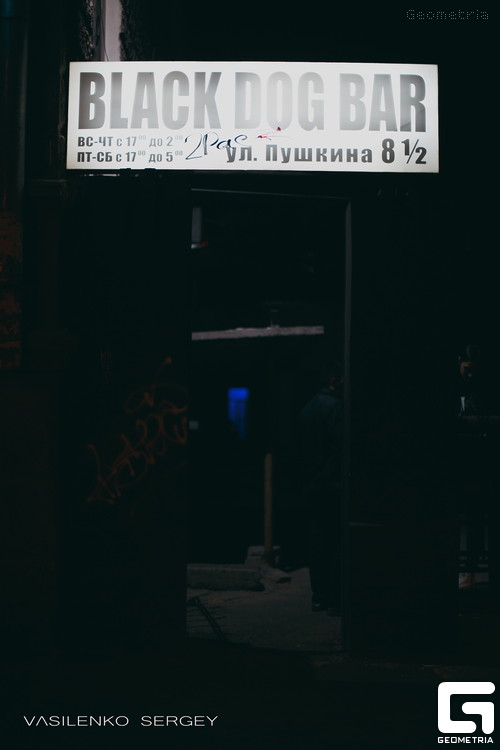 Geometria
BLACK DOG BAR
ВС-ЧТ с 17⁰⁰ до 2⁰⁰
ПТ-СБ с 17⁰⁰ до 5⁰⁰
2Pac
ул. Пушкина 8 ½
VASILENKO SERGEY
GEOMETRIA